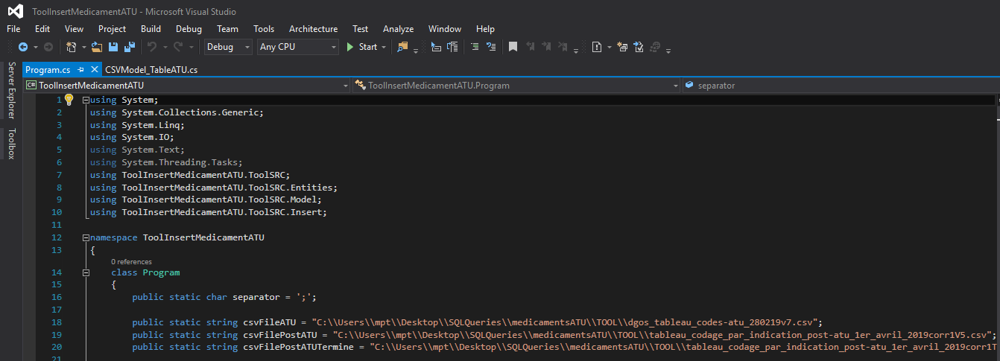 ToolInsertMedicamentATU - Microsoft Visual Studio
File Edit View Project Build Debug Team Tools Architecture Test Analyze Window Help
Debug Any CPU Start
Server Explorer
Toolbox
Program.cs CSVModel_TableATU.cs
C# ToolInsertMedicamentATU ToolInsertMedicamentATU.Program separator
1 using System;
2 using System.Collections.Generic;
3 using System.Linq;
4 using System.IO;
5 using System.Text;
6 using System.Threading.Tasks;
7 using ToolInsertMedicamentATU.ToolSRC;
8 using ToolInsertMedicamentATU.ToolSRC.Entities;
9 using ToolInsertMedicamentATU.ToolSRC.Model;
10 using ToolInsertMedicamentATU.ToolSRC.Insert;
11
12 namespace ToolInsertMedicamentATU
13 {
0 references
14 class Program
15 {
16 public static char separator = ';';
17
18 public static string csvFileATU = "C:\\Users\\mpt\\Desktop\\SQLQueries\\medicamentsATU\\TOOL\\dgos_tableau_codes-atu_280219v7.csv";
19 public static string csvFilePostATU = "C:\\Users\\mpt\\Desktop\\SQLQueries\\medicamentsATU\\TOOL\\tableau_codage_par_indication_post-atu_1er_avril_2019corr1V5.csv";
20 public static string csvFilePostATUTermine = "C:\\Users\\mpt\\Desktop\\SQLQueries\\medicamentsATU\\TOOL\\tableau_codage_par_indication_post-atu_1er_avril_2019corr1T
21